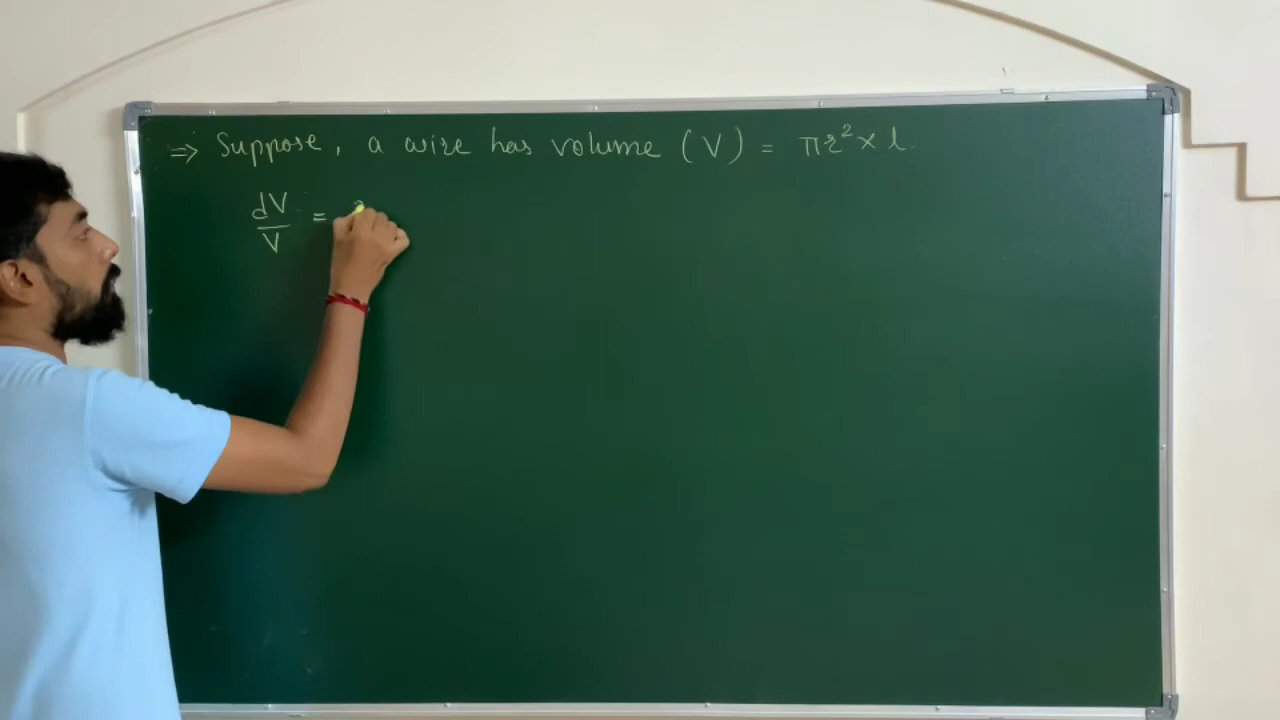 ⇒ Suppose, a wire has volume (V) = πr² × l.
dV/V =